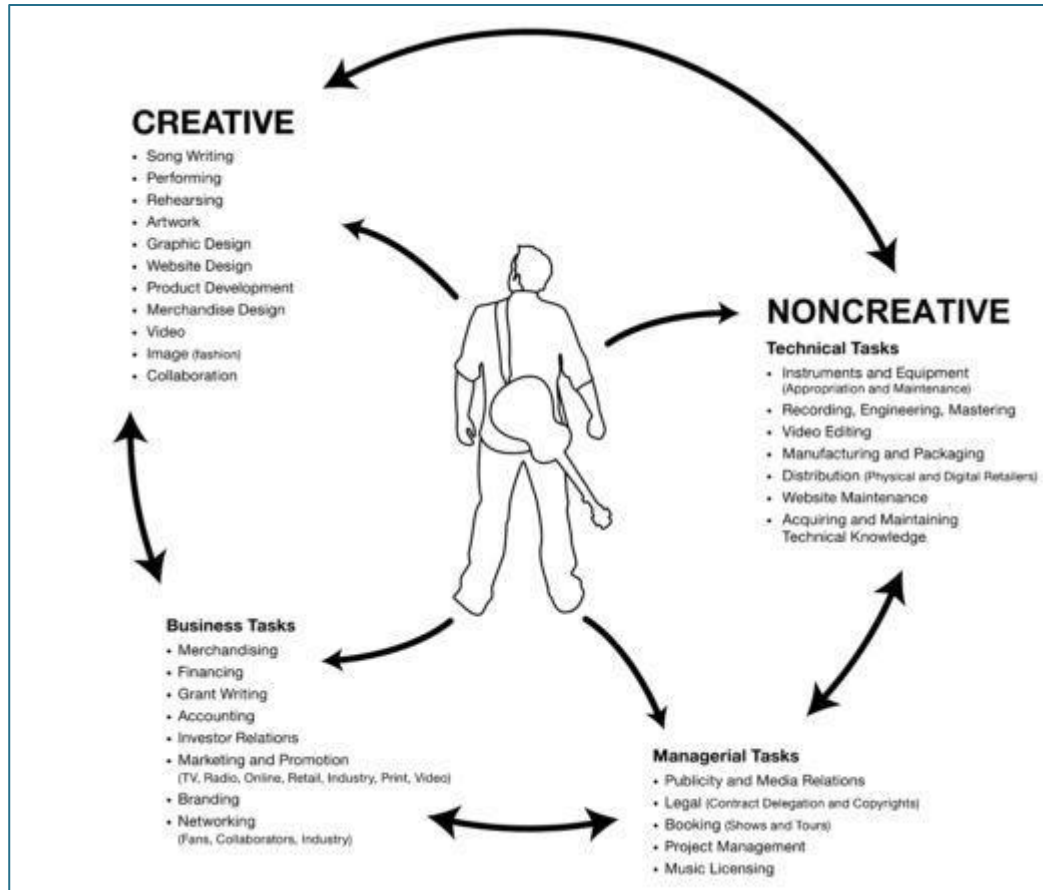 CREATIVE
• Song Writing
• Performing
• Rehearsing
• Artwork
• Graphic Design
• Website Design
• Product Development
• Merchandise Design
• Video
• Image (fashion)
• Collaboration
NONCREATIVE
Technical Tasks
• Instruments and Equipment
(Appropriation and Maintenance)
• Recording, Engineering, Mastering
• Video Editing
• Manufacturing and Packaging
• Distribution (Physical and Digital Retailers)
• Website Maintenance
• Acquiring and Maintaining
Technical Knowledge
Business Tasks
• Merchandising
• Financing
• Grant Writing
• Accounting
• Investor Relations
• Marketing and Promotion
(TV, Radio, Online, Retail, Industry, Print, Video)
• Branding
• Networking
(Fans, Collaborators, Industry)
Managerial Tasks
• Publicity and Media Relations
• Legal (Contract Delegation and Copyrights)
• Booking (Shows and Tours)
• Project Management
• Music Licensing